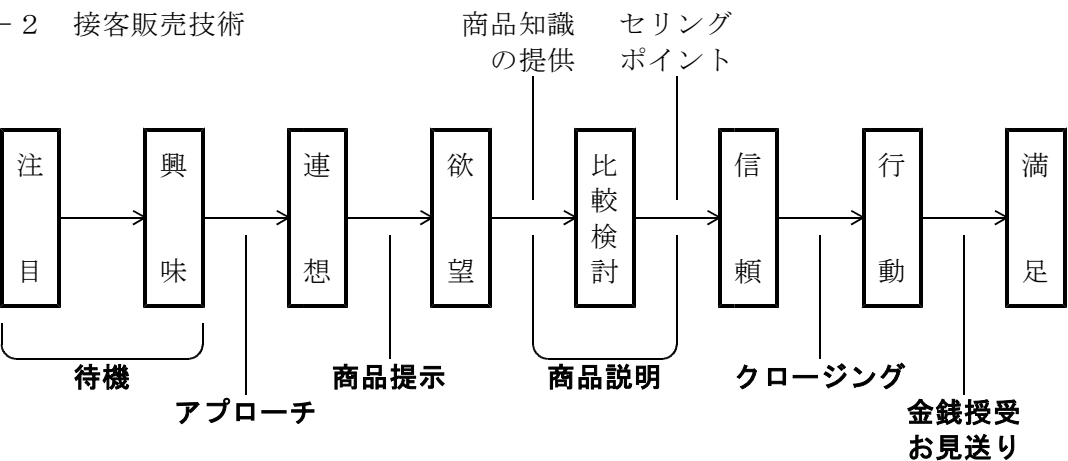 -2 接客販売技術
商品知識
の提供
セリング
ポイント
注目
興味
連想
欲望
比較検討
信頼
行動
満足
待機
アプローチ
商品提示
商品説明
クロージング
金銭授受
お見送り